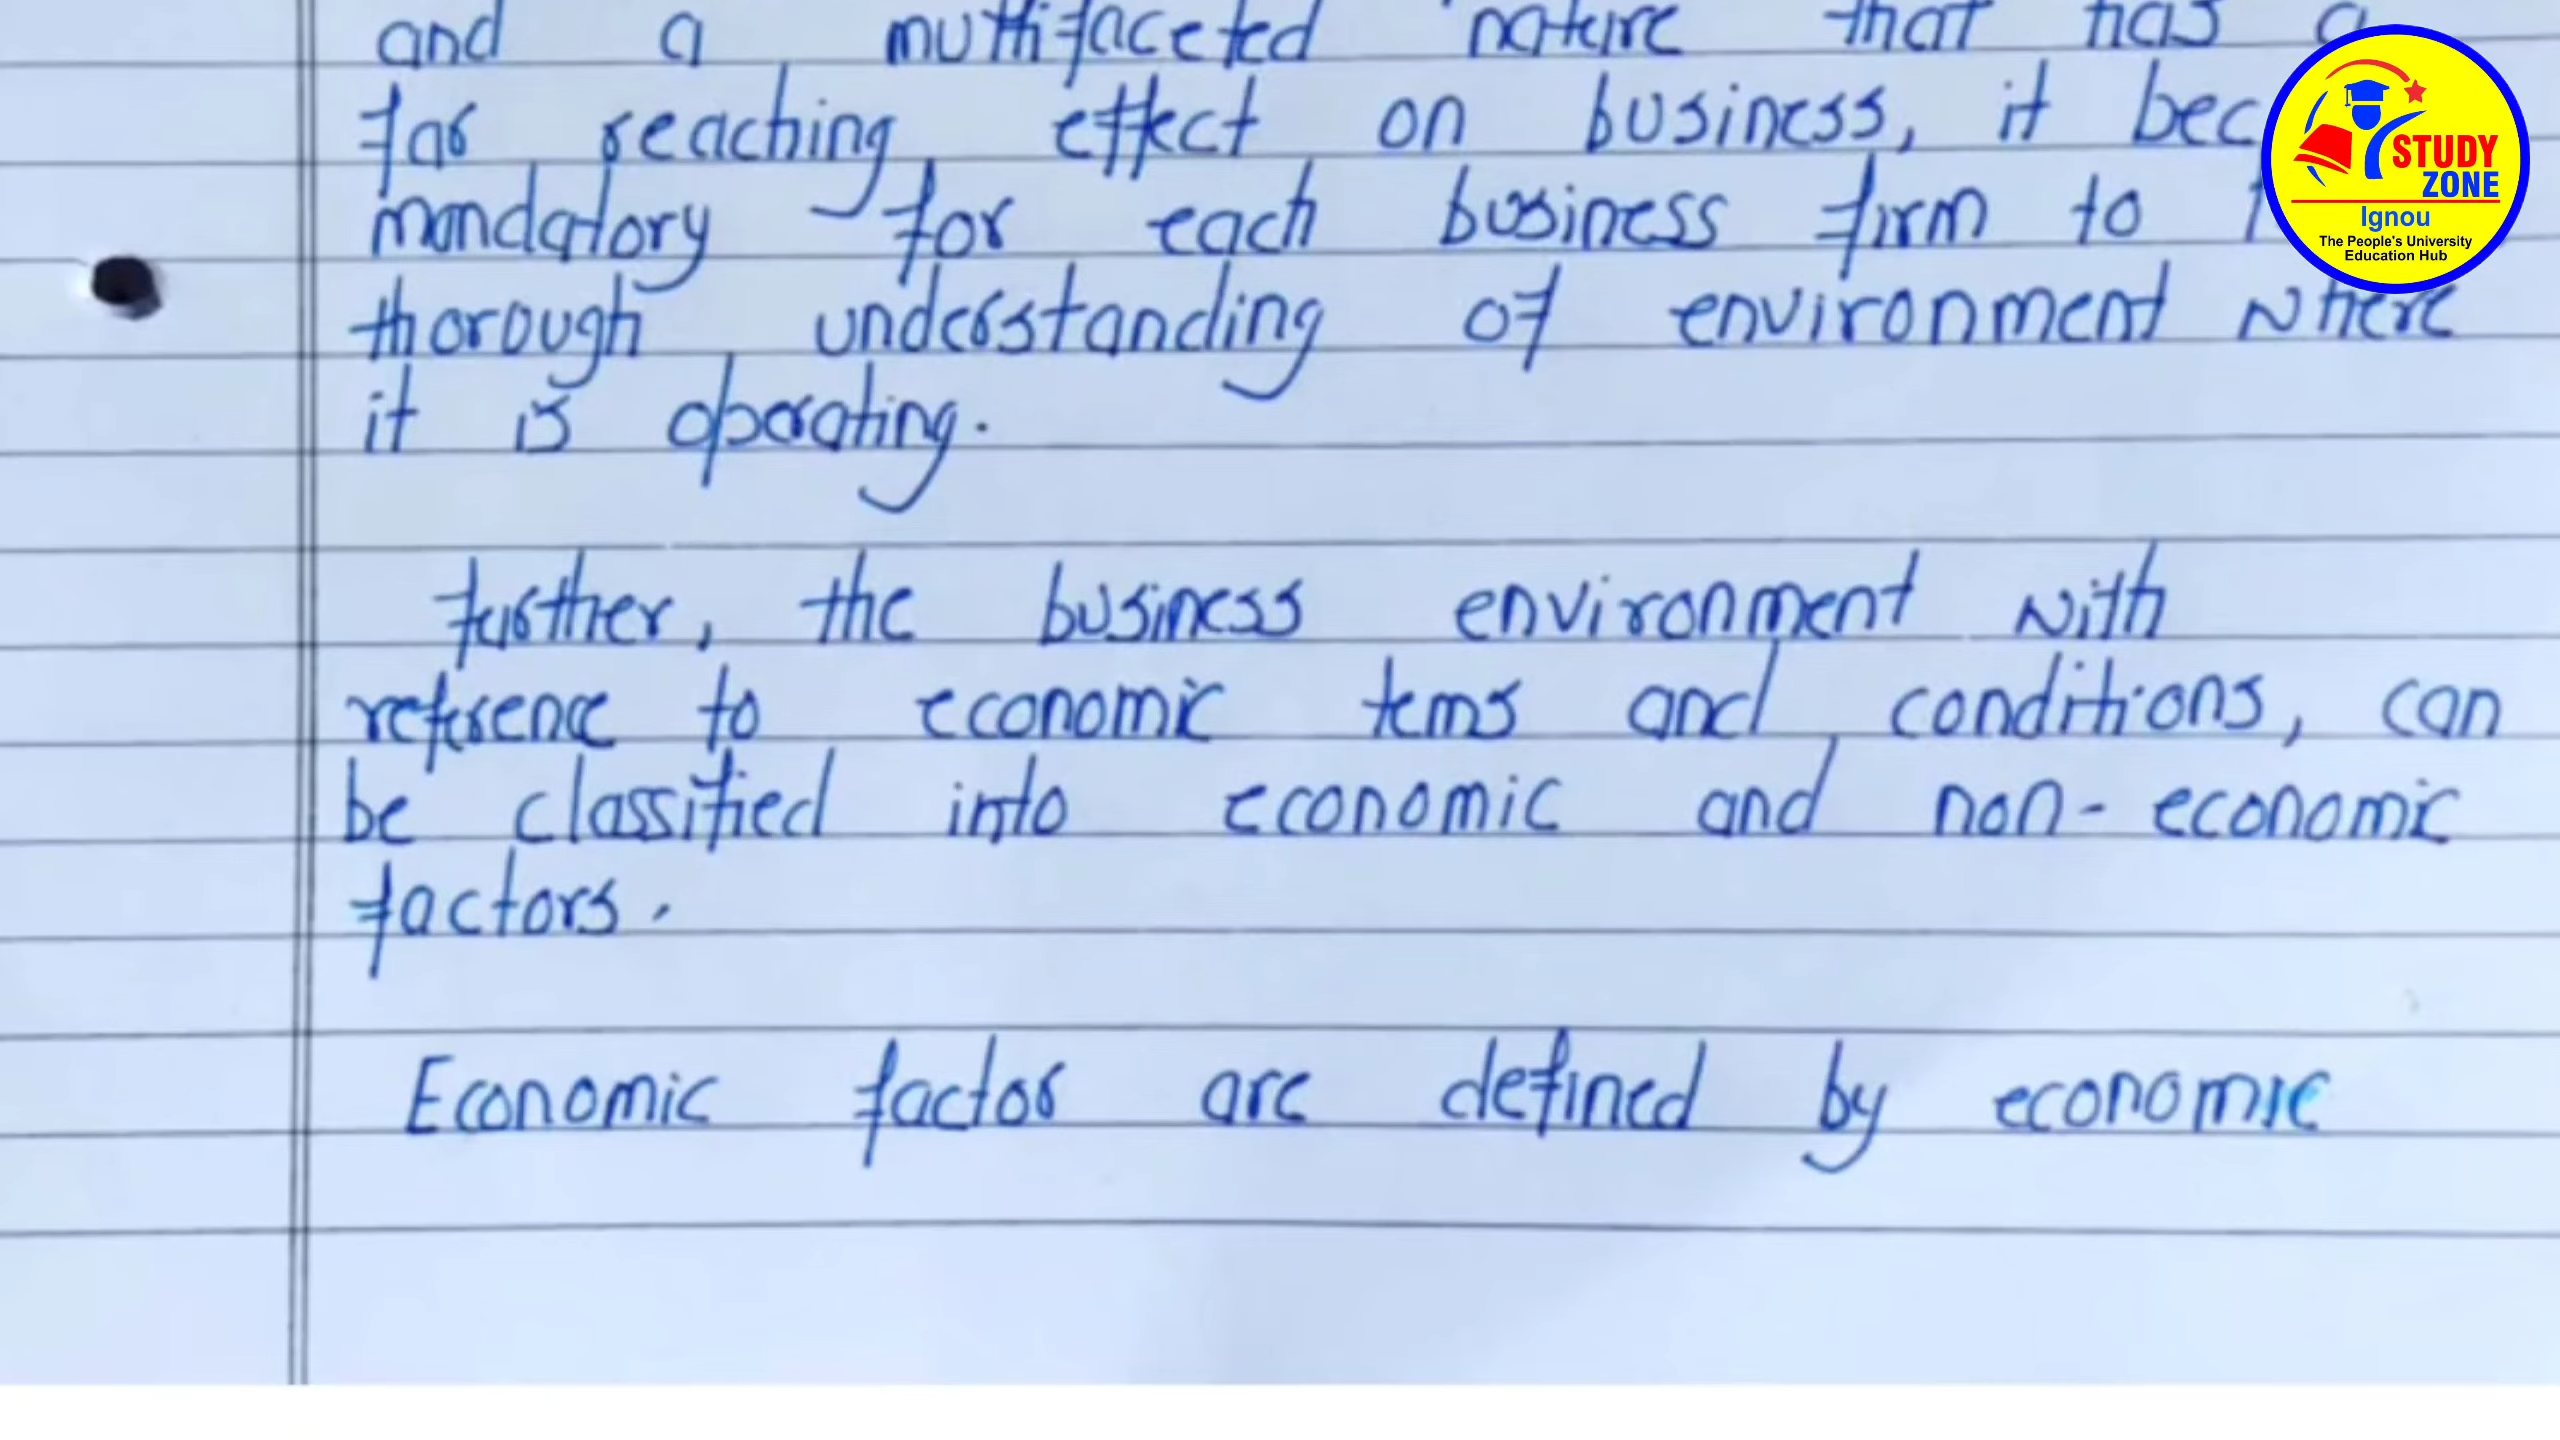 and a multifaceted nature that has a
far reaching effect on business, it bec
mandatory for each business firm to
thorough understanding of environment where
it is operating.
further, the business environment with
reference to economic tems and conditions, can
be classified into economic and non-economic
factors.
Economic factor are defined by economic
STUDY
ZONE
Ignou
The People's University
Education Hub